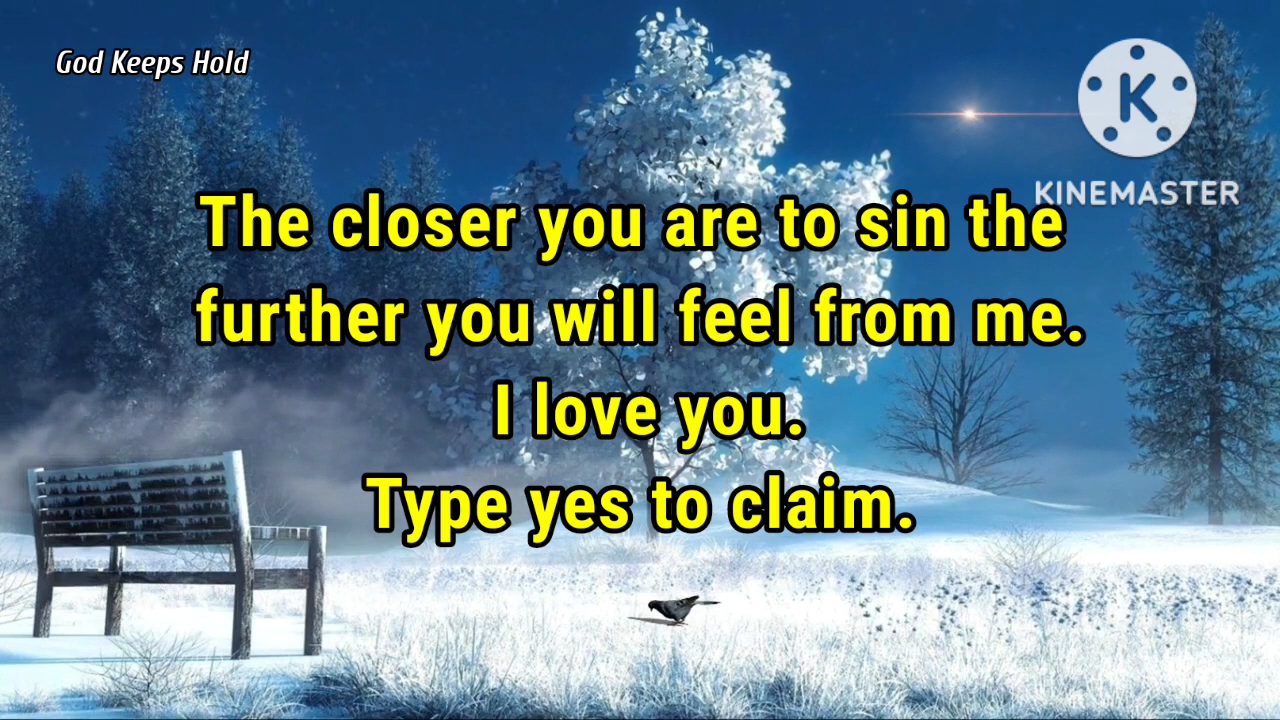 God Keeps Hold
K
KINEMASTER
The closer you are to sin the
further you will feel from me.
I love you.
Type yes to claim.